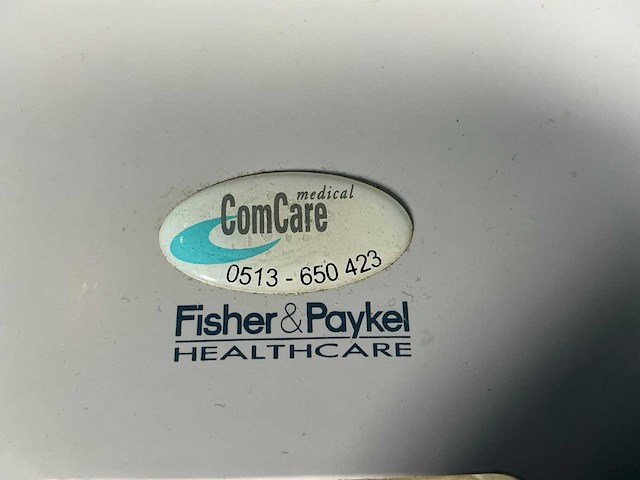 medical
ComCare
0513 - 650 423
Fisher & Paykel
HEALTHCARE